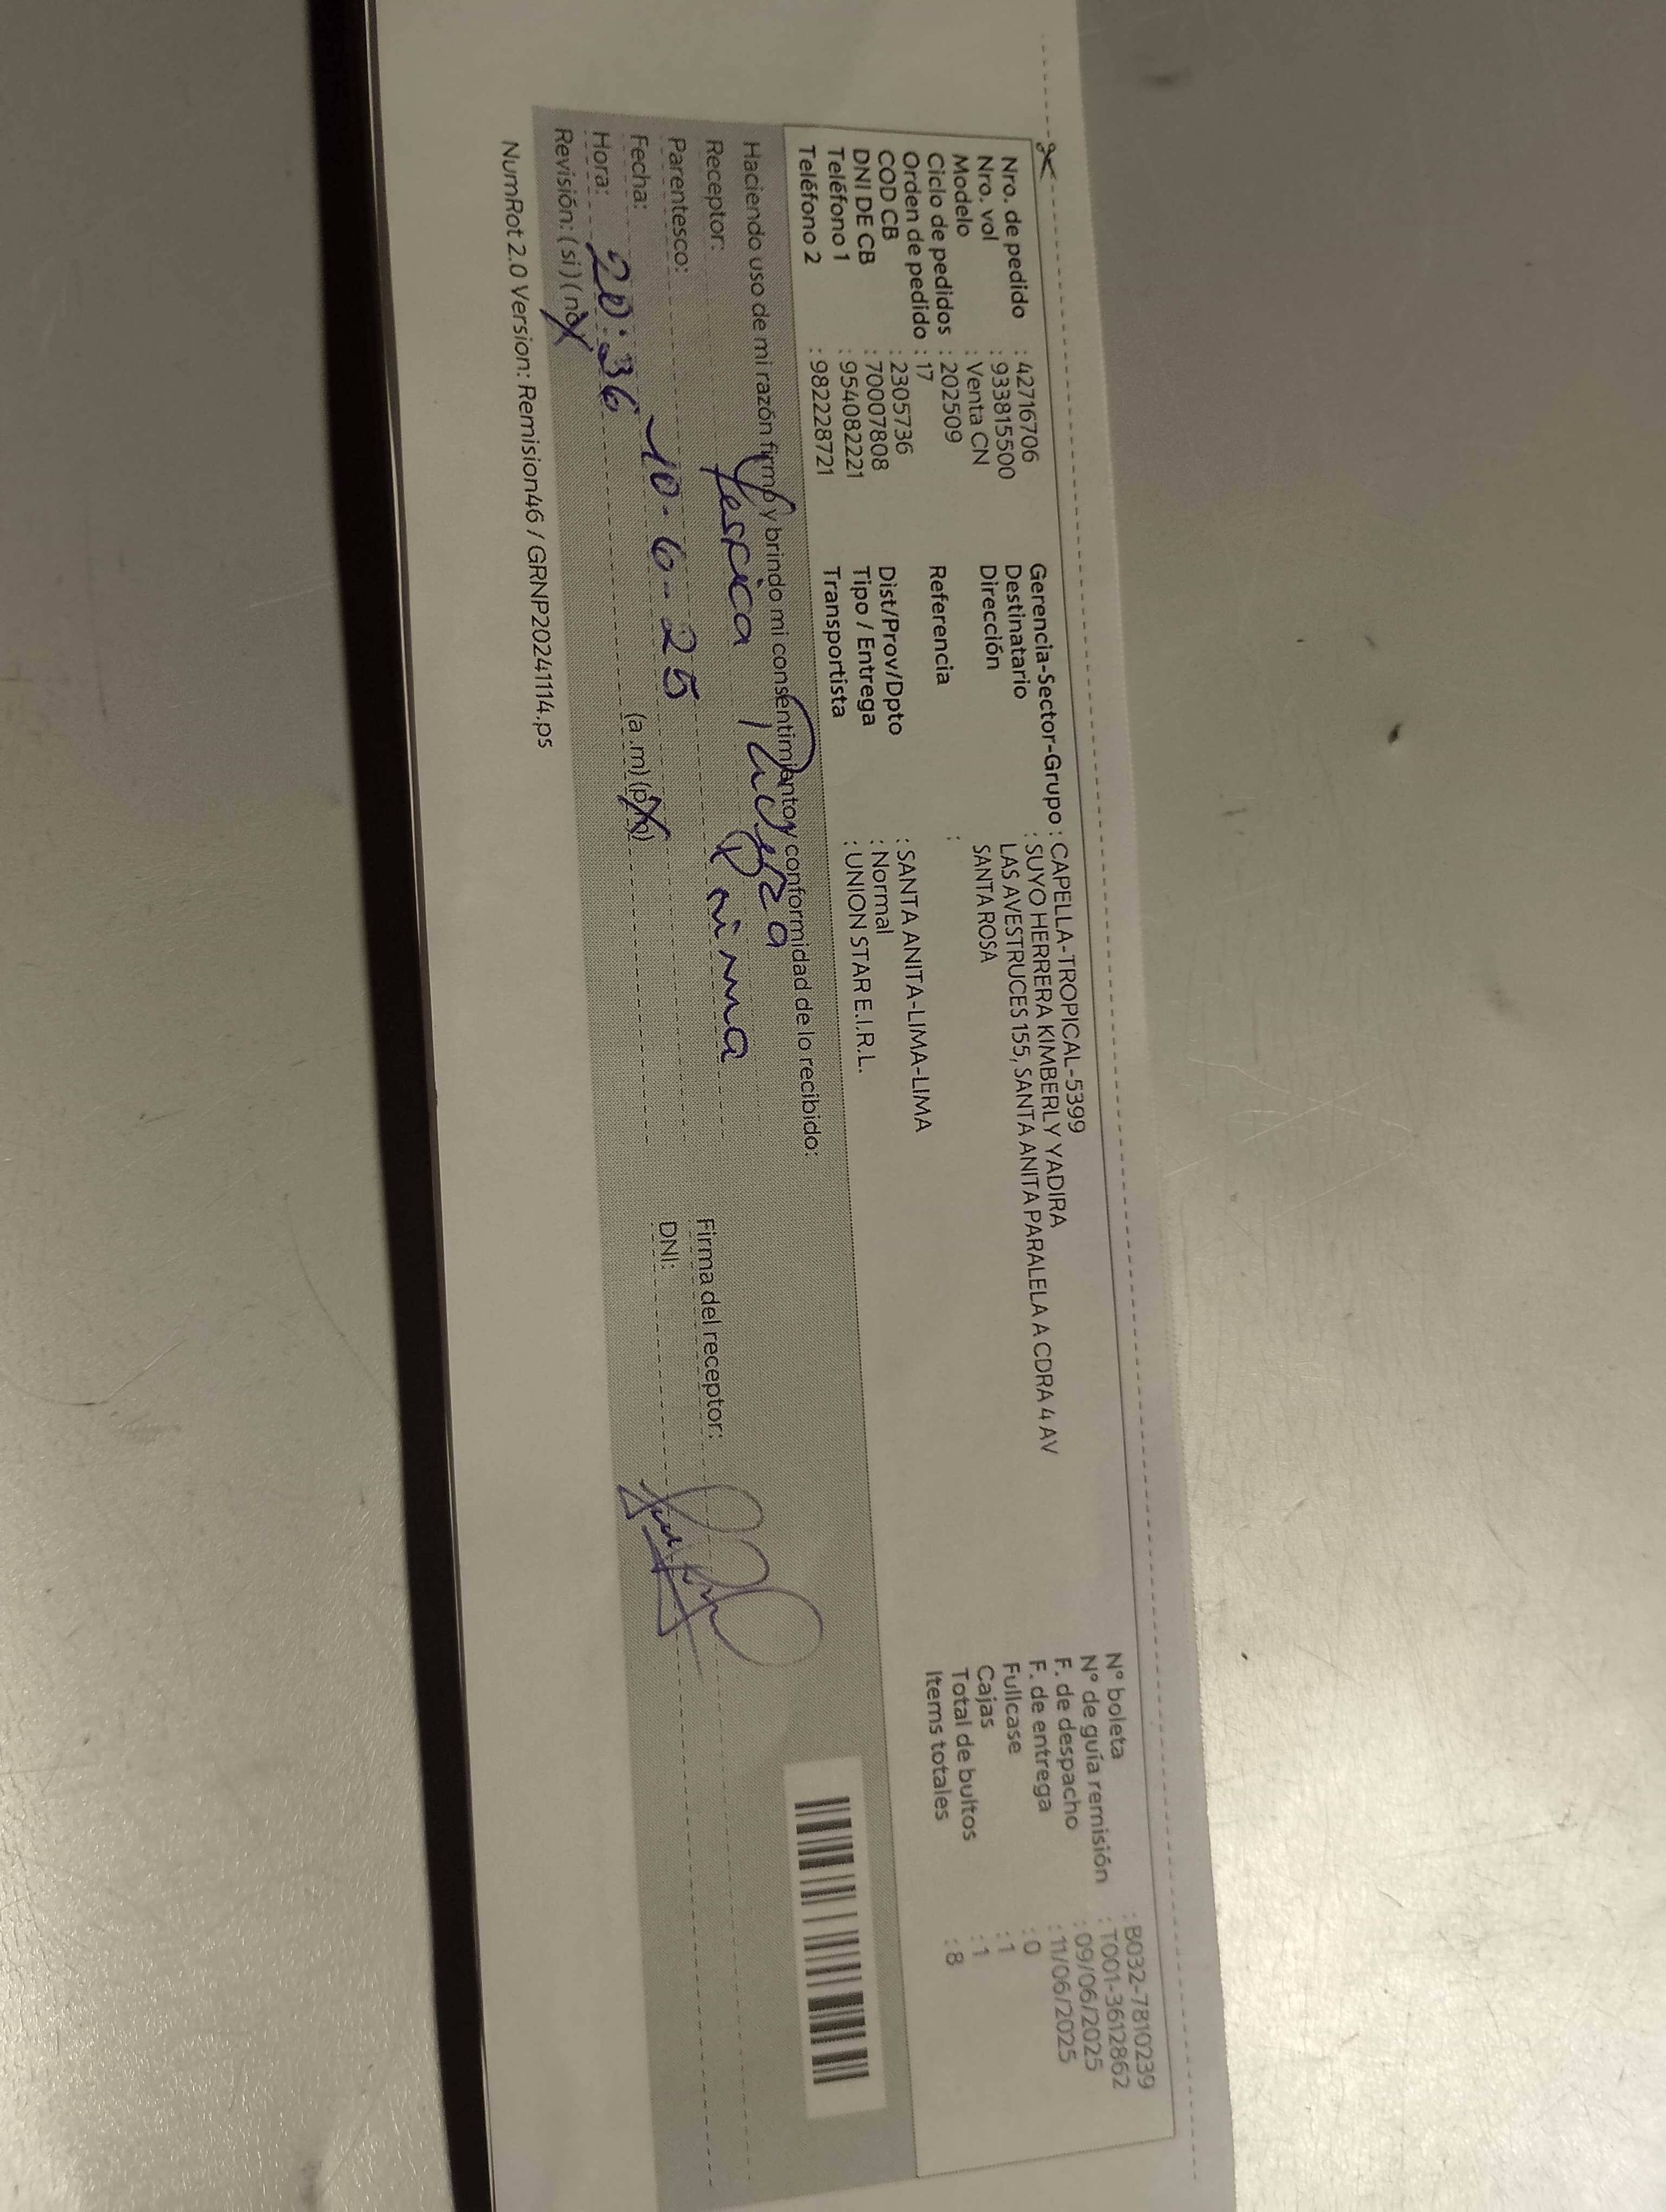 Nro. de pedido : 42716706
Nro. vol : 933815500
Modelo : Venta CN
Ciclo de pedidos : 202509
Orden de pedido : 17
COD CB : 2305736
DNI DE CB : 70007808
Teléfono 1 : 954082221
Teléfono 2 : 982228721
Gerencia-Sector-Grupo : CAPELLA-TROPICAL-5399
Destinatario : SUYO HERRERA KIMBERLY YADIRA
Dirección : LAS AVESTRUCES 155, SANTA ANITA PARALELA A CDRA 4 AV
SANTA ROSA
Referencia :
Dist/Prov/Dpto : SANTA ANITA-LIMA-LIMA
Tipo / Entrega : Normal
Transportista : UNION STAR E.I.R.L.
N° boleta : B032-7810239
N° de guía remisión : T001-3612862
F. de despacho : 09/06/2025
F. de entrega : 11/06/2025
Fullcase : 0
Cajas : 1
Total de bultos : 1
Items totales : 8
Haciendo uso de mi razón firmo y brindo mi consentimiento y conformidad de lo recibido:
Receptor: Yessica
Parentesco: Prima
Fecha: 10-6-25
Hora: 20:36 (a.m) (p.m)
Revisión: (si) (no)
Firma del receptor:
DNI:
NumRot 2.0 Version: Remision46 / GRNP20241114.ps